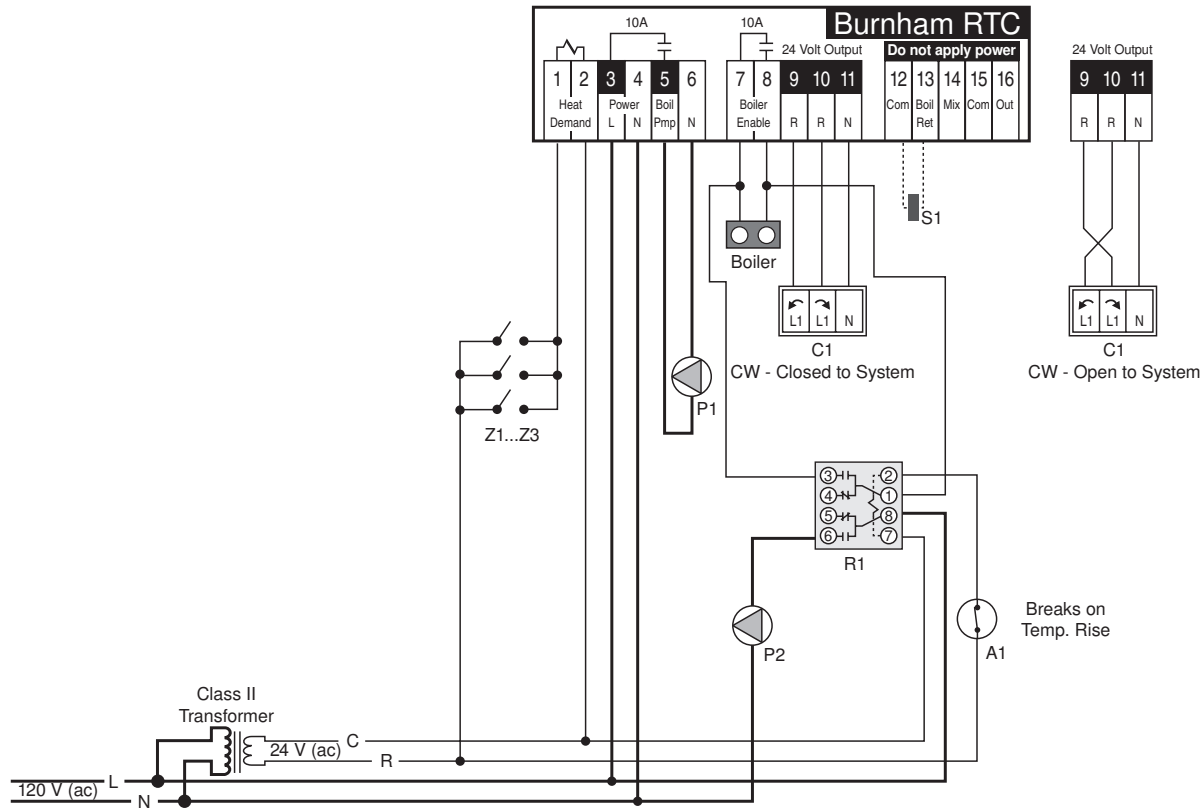 Burnham RTC
10A
10A
24 Volt Output
Do not apply power
24 Volt Output
1 2 3 4 5 6 7 8 9 10 11 12 13 14 15 16
9 10 11
Heat Demand
Power
L N
Boil Pmp
N
Boiler Enable
R R N
Com
Boil Ret
Mix
Com
Out
R R N
S1
Boiler
L1 L1 N
C1
CW - Closed to System
L1 L1 N
C1
CW - Open to System
Z1...Z3
P1
3 2
4 1
5 8
6 7
R1
P2
Breaks on
Temp. Rise
A1
Class II
Transformer
24 V (ac)
C
R
120 V (ac)
L
N